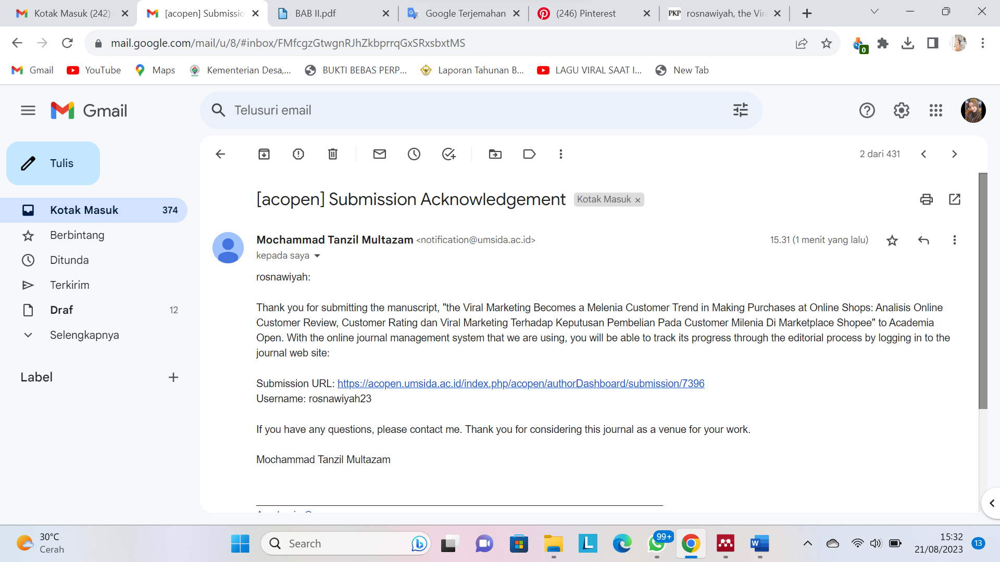 Kotak Masuk (242)
[acopen] Submissio
BAB II.pdf
Google Terjemahan
(246) Pinterest
PKP rosnawiyah, the Vira
mail.google.com/mail/u/8/#inbox/FMfcgzGtwgnRJhZkbprrqGxSRxsbxtMS
0
Gmail
YouTube
Maps
Kementerian Desa,...
BUKTI BEBAS PERP...
Laporan Tahunan B...
LAGU VIRAL SAAT I...
New Tab
Gmail
Telusuri email
Tulis
2 dari 431
Kotak Masuk 374
Berbintang
Ditunda
Terkirim
Draf 12
Selengkapnya
Label
[acopen] Submission Acknowledgement Kotak Masuk ×
Mochammad Tanzil Multazam <notification@umsida.ac.id> 15.31 (1 menit yang lalu)
kepada saya
rosnawiyah:
Thank you for submitting the manuscript, "the Viral Marketing Becomes a Melenia Customer Trend in Making Purchases at Online Shops: Analisis Online
Customer Review, Customer Rating dan Viral Marketing Terhadap Keputusan Pembelian Pada Customer Milenia Di Marketplace Shopee" to Academia
Open. With the online journal management system that we are using, you will be able to track its progress through the editorial process by logging in to the
journal web site:
Submission URL: https://acopen.umsida.ac.id/index.php/acopen/authorDashboard/submission/7396
Username: rosnawiyah23
If you have any questions, please contact me. Thank you for considering this journal as a venue for your work.
Mochammad Tanzil Multazam
30°C
Cerah
Search
L
99+
W
15:32
21/08/2023
13